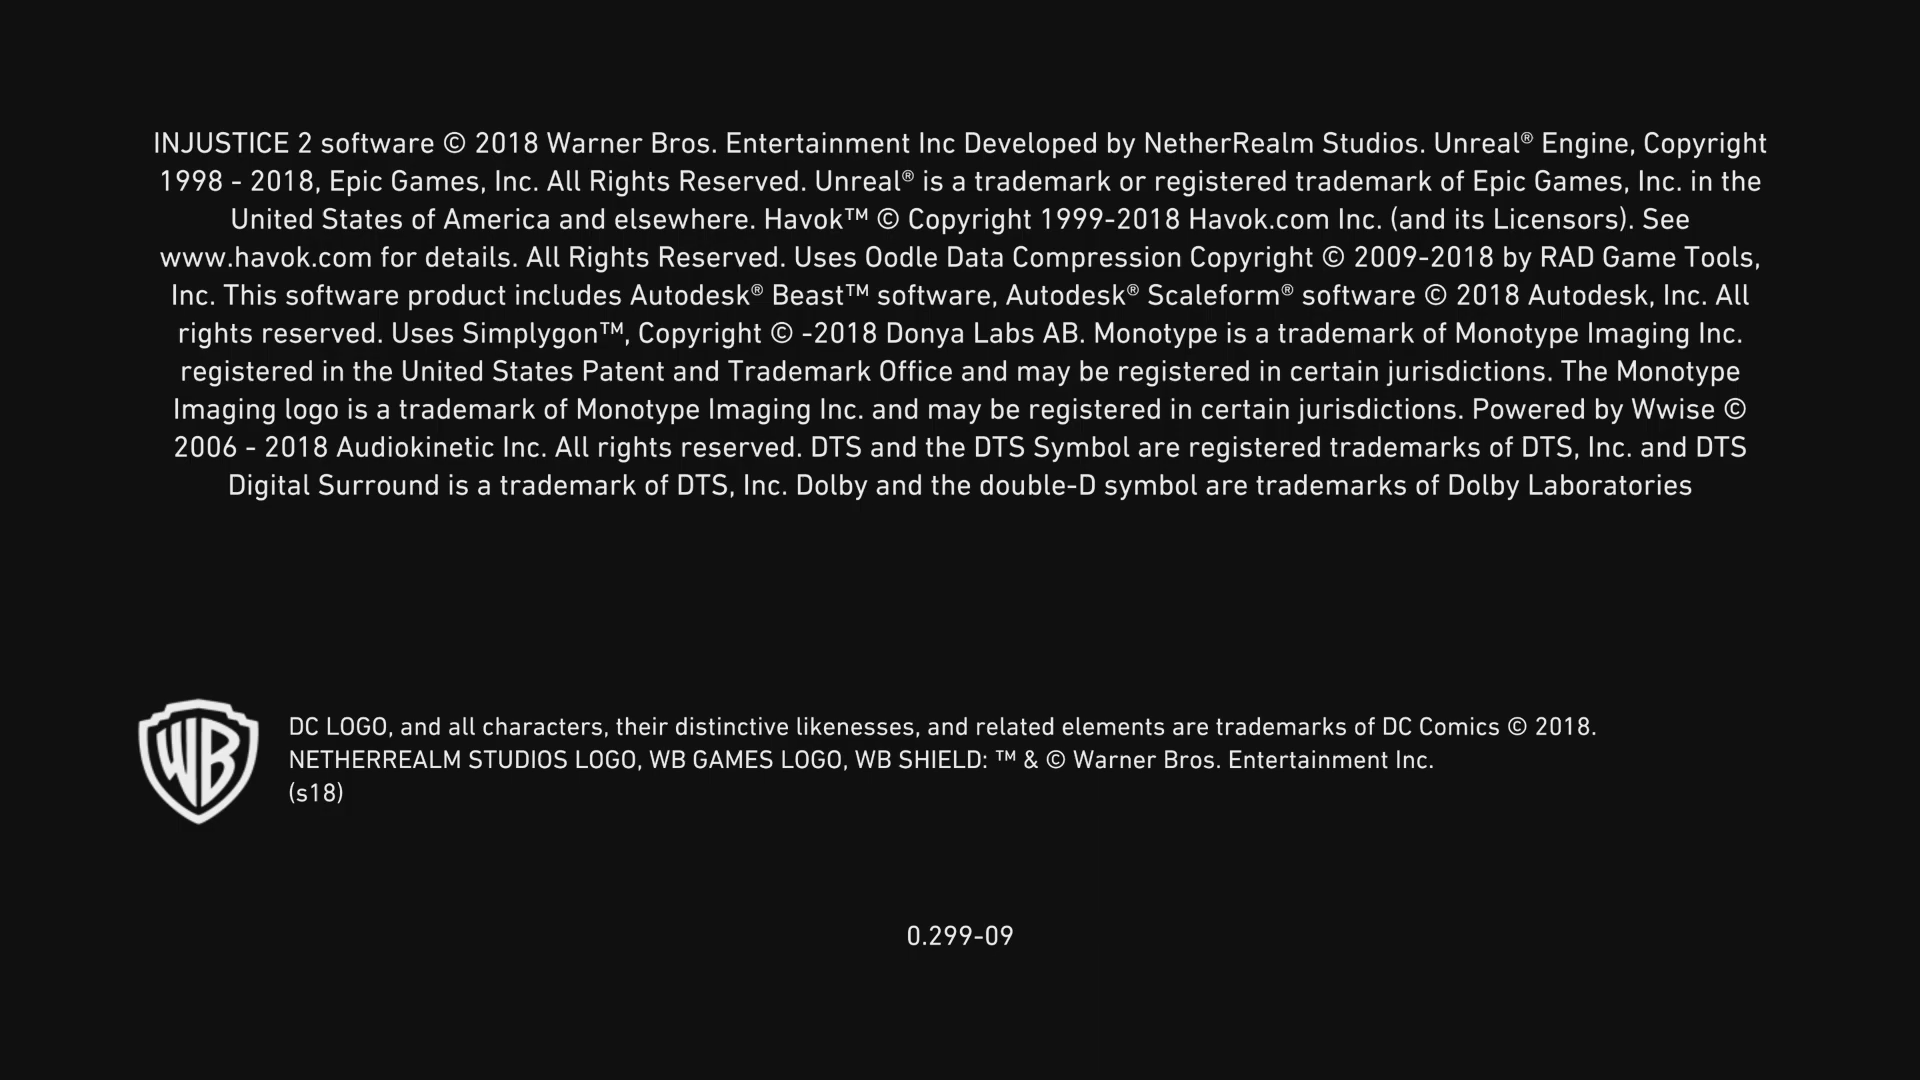 INJUSTICE 2 software © 2018 Warner Bros. Entertainment Inc Developed by NetherRealm Studios. Unreal® Engine, Copyright
1998 - 2018, Epic Games, Inc. All Rights Reserved. Unreal® is a trademark or registered trademark of Epic Games, Inc. in the
United States of America and elsewhere. Havok™ © Copyright 1999-2018 Havok.com Inc. (and its Licensors). See
www.havok.com for details. All Rights Reserved. Uses Oodle Data Compression Copyright © 2009-2018 by RAD Game Tools,
Inc. This software product includes Autodesk® Beast™ software, Autodesk® Scaleform® software © 2018 Autodesk, Inc. All
rights reserved. Uses Simplygon™, Copyright © -2018 Donya Labs AB. Monotype is a trademark of Monotype Imaging Inc.
registered in the United States Patent and Trademark Office and may be registered in certain jurisdictions. The Monotype
Imaging logo is a trademark of Monotype Imaging Inc. and may be registered in certain jurisdictions. Powered by Wwise ©
2006 - 2018 Audiokinetic Inc. All rights reserved. DTS and the DTS Symbol are registered trademarks of DTS, Inc. and DTS
Digital Surround is a trademark of DTS, Inc. Dolby and the double-D symbol are trademarks of Dolby Laboratories
WB
DC LOGO, and all characters, their distinctive likenesses, and related elements are trademarks of DC Comics © 2018.
NETHERREALM STUDIOS LOGO, WB GAMES LOGO, WB SHIELD: ™ & © Warner Bros. Entertainment Inc.
(s18)
0.299-09